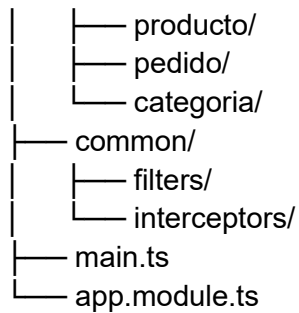 │   ├── producto/
│   ├── pedido/
│   └── categoria/
├── common/
│   ├── filters/
│   └── interceptors/
├── main.ts
└── app.module.ts